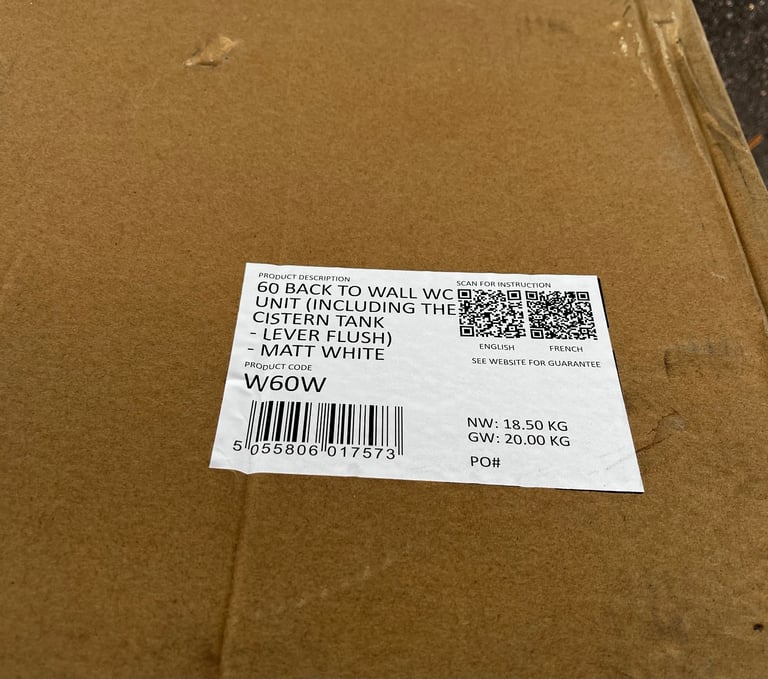 PRODUCT DESCRIPTION
60 BACK TO WALL WC
UNIT (INCLUDING THE
CISTERN TANK
- LEVER FLUSH)
- MATT WHITE
PRODUCT CODE
W60W
5 055806 017573
SCAN FOR INSTRUCTION
ENGLISH FRENCH
SEE WEBSITE FOR GUARANTEE
NW: 18.50 KG
GW: 20.00 KG
PO#